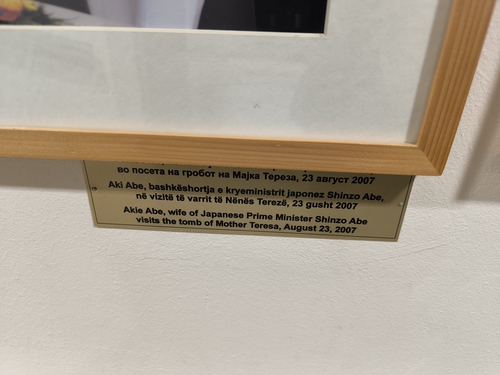 во посета на гробот на Мајка Тереза, 23 август 2007
Aki Abe, bashkëshortja e kryeministrit japonez Shinzo Abe,
në vizitë të varrit të Nënës Terezë, 23 gusht 2007
Akie Abe, wife of Japanese Prime Minister Shinzo Abe
visits the tomb of Mother Teresa, August 23, 2007